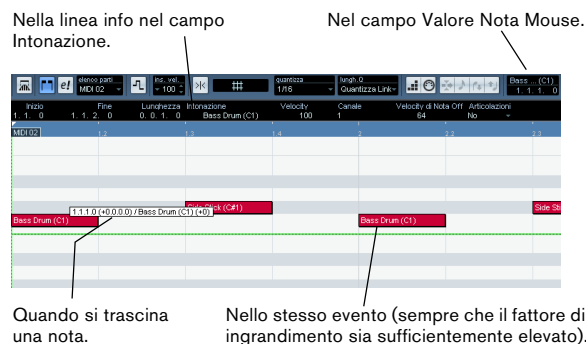 Nella linea info nel campo
Intonazione.
Nel campo Valore Nota Mouse.
elenco parti
MIDI 02
ins. vel.
100
quantizza
1/16
lungh.Q
Quantizza Link
Bass ... (C1)
1. 1. 1. 0
Inizio Fine Lunghezza Intonazione Velocity Canale Velocity di Nota Off Articolazioni
1. 1. 0 1. 1. 2. 0 0. 0. 1. 0 Bass Drum (C1) 100 1 64 No
MIDI 02 1.2 1.3 1.4 2 2.2 2.3
1.1.1.0 (+0.0.0.0) / Bass Drum (C1) (+0)
Side Stick (C#1)
Side St
Bass Drum (C1)
Bass Drum (C1)
Quando si trascina
una nota.
Nello stesso evento (sempre che il fattore di
ingrandimento sia sufficientemente elevato).